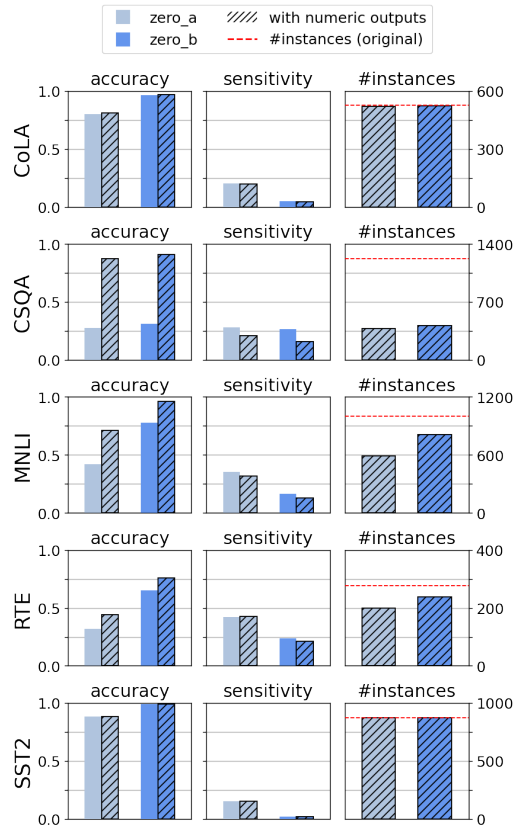 zero_a with numeric outputs
zero_b #instances (original)
accuracy sensitivity #instances
CoLA
1.0
0.5
0.0
600
300
0
accuracy sensitivity #instances
CSQA
1.0
0.5
0.0
1400
700
0
accuracy sensitivity #instances
MNLI
1.0
0.5
0.0
1200
600
0
accuracy sensitivity #instances
RTE
1.0
0.5
0.0
400
200
0
accuracy sensitivity #instances
SST2
1.0
0.5
0.0
1000
500
0